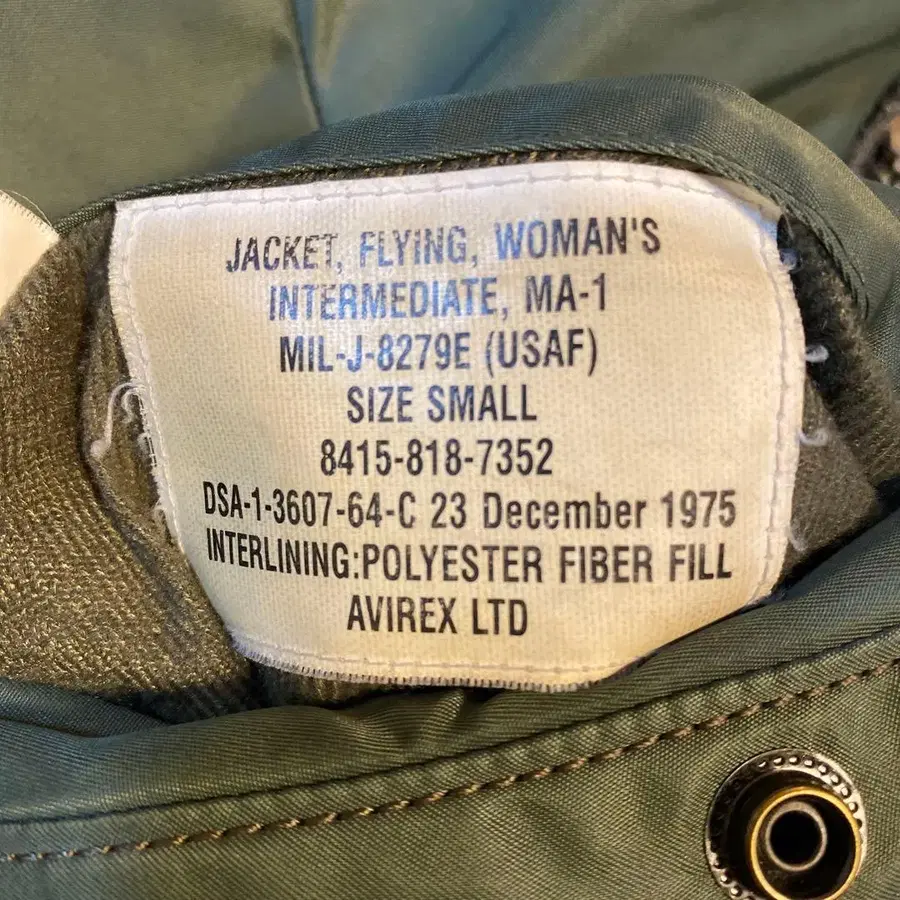 JACKET, FLYING, WOMAN'S
INTERMEDIATE, MA-1
MIL-J-8279E (USAF)
SIZE SMALL
8415-818-7352
DSA-1-3607-64-C 23 December 1975
INTERLINING:POLYESTER FIBER FILL
AVIREX LTD